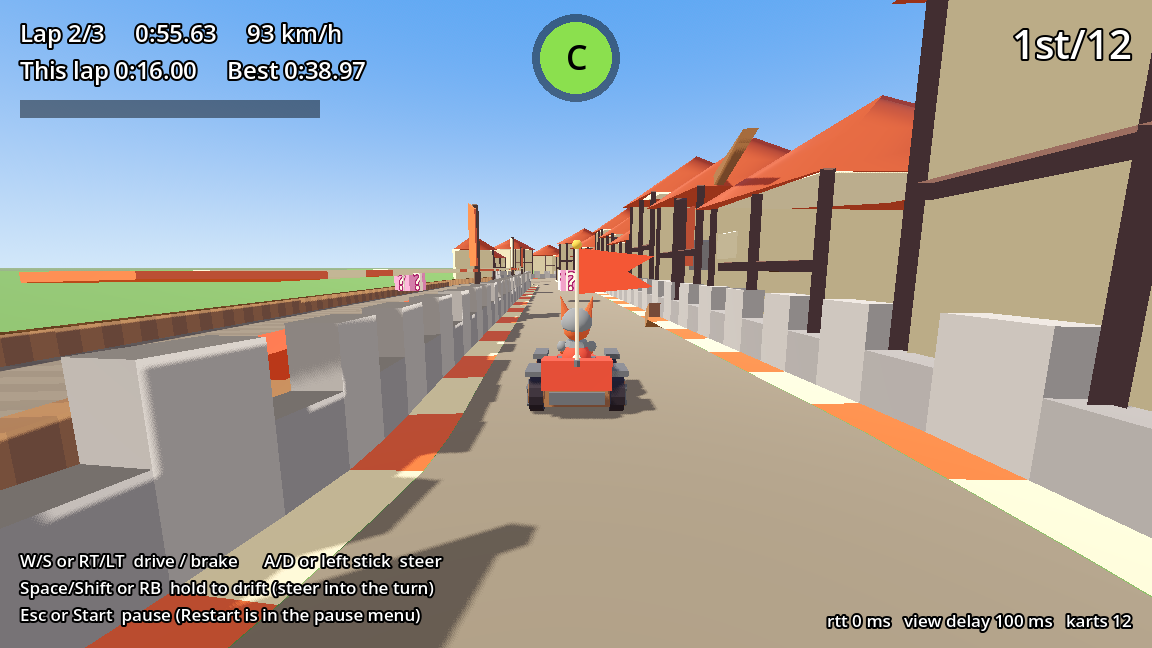 Lap 2/3 0:55.63 93 km/h
This lap 0:16.00 Best 0:38.97
C
1st/12
? ?
?
W/S or RT/LT drive / brake A/D or left stick steer
Space/Shift or RB hold to drift (steer into the turn)
Esc or Start pause (Restart is in the pause menu)
rtt 0 ms view delay 100 ms karts 12